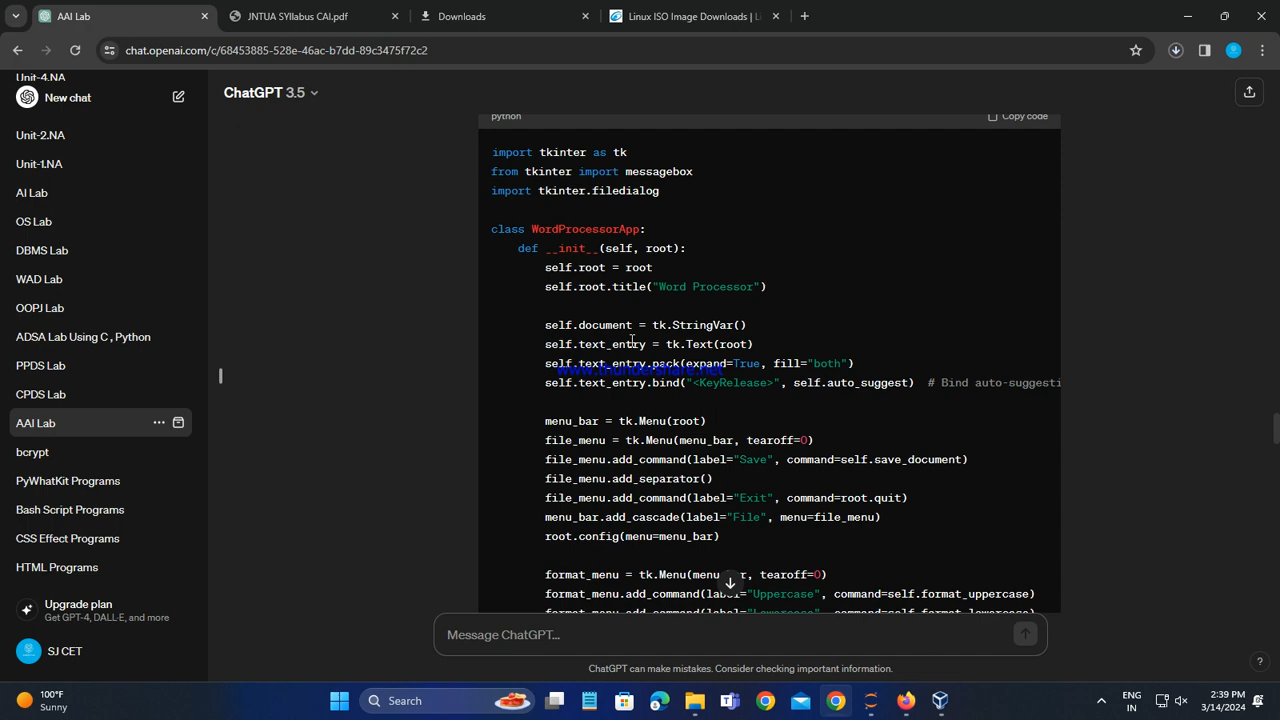 AAI Lab
JNTUA SYllabus CAI.pdf
Downloads
Linux ISO Image Downloads | Li
chat.openai.com/c/68453885-528e-46ac-b7dd-89c3475f72c2
Unit-4.NA
New chat
Unit-2.NA
Unit-1.NA
AI Lab
OS Lab
DBMS Lab
WAD Lab
OOPJ Lab
ADSA Lab Using C , Python
PPDS Lab
CPDS Lab
AAI Lab
bcrypt
PyWhatKit Programs
Bash Script Programs
CSS Effect Programs
HTML Programs
Upgrade plan
Get GPT-4, DALL·E, and more
SJ CET
ChatGPT 3.5
python
Copy code
import tkinter as tk
from tkinter import messagebox
import tkinter.filedialog
class WordProcessorApp:
def __init__(self, root):
self.root = root
self.root.title("Word Processor")
self.document = tk.StringVar()
self.text_entry = tk.Text(root)
self.text_entry.pack(expand=True, fill="both")
www.thundershare.net
self.text_entry.bind("<KeyRelease>", self.auto_suggest)  # Bind auto-suggesti
menu_bar = tk.Menu(root)
file_menu = tk.Menu(menu_bar, tearoff=0)
file_menu.add_command(label="Save", command=self.save_document)
file_menu.add_separator()
file_menu.add_command(label="Exit", command=root.quit)
menu_bar.add_cascade(label="File", menu=file_menu)
root.config(menu=menu_bar)
format_menu = tk.Menu(menu_bar, tearoff=0)
format_menu.add_command(label="Uppercase", command=self.format_uppercase)
format_menu.add_command(label="Lowercase", command=self.format_lowercase)
Message ChatGPT...
ChatGPT can make mistakes. Consider checking important information.
?
100°F
Sunny
Search
ENG
IN
2:39 PM
3/14/2024